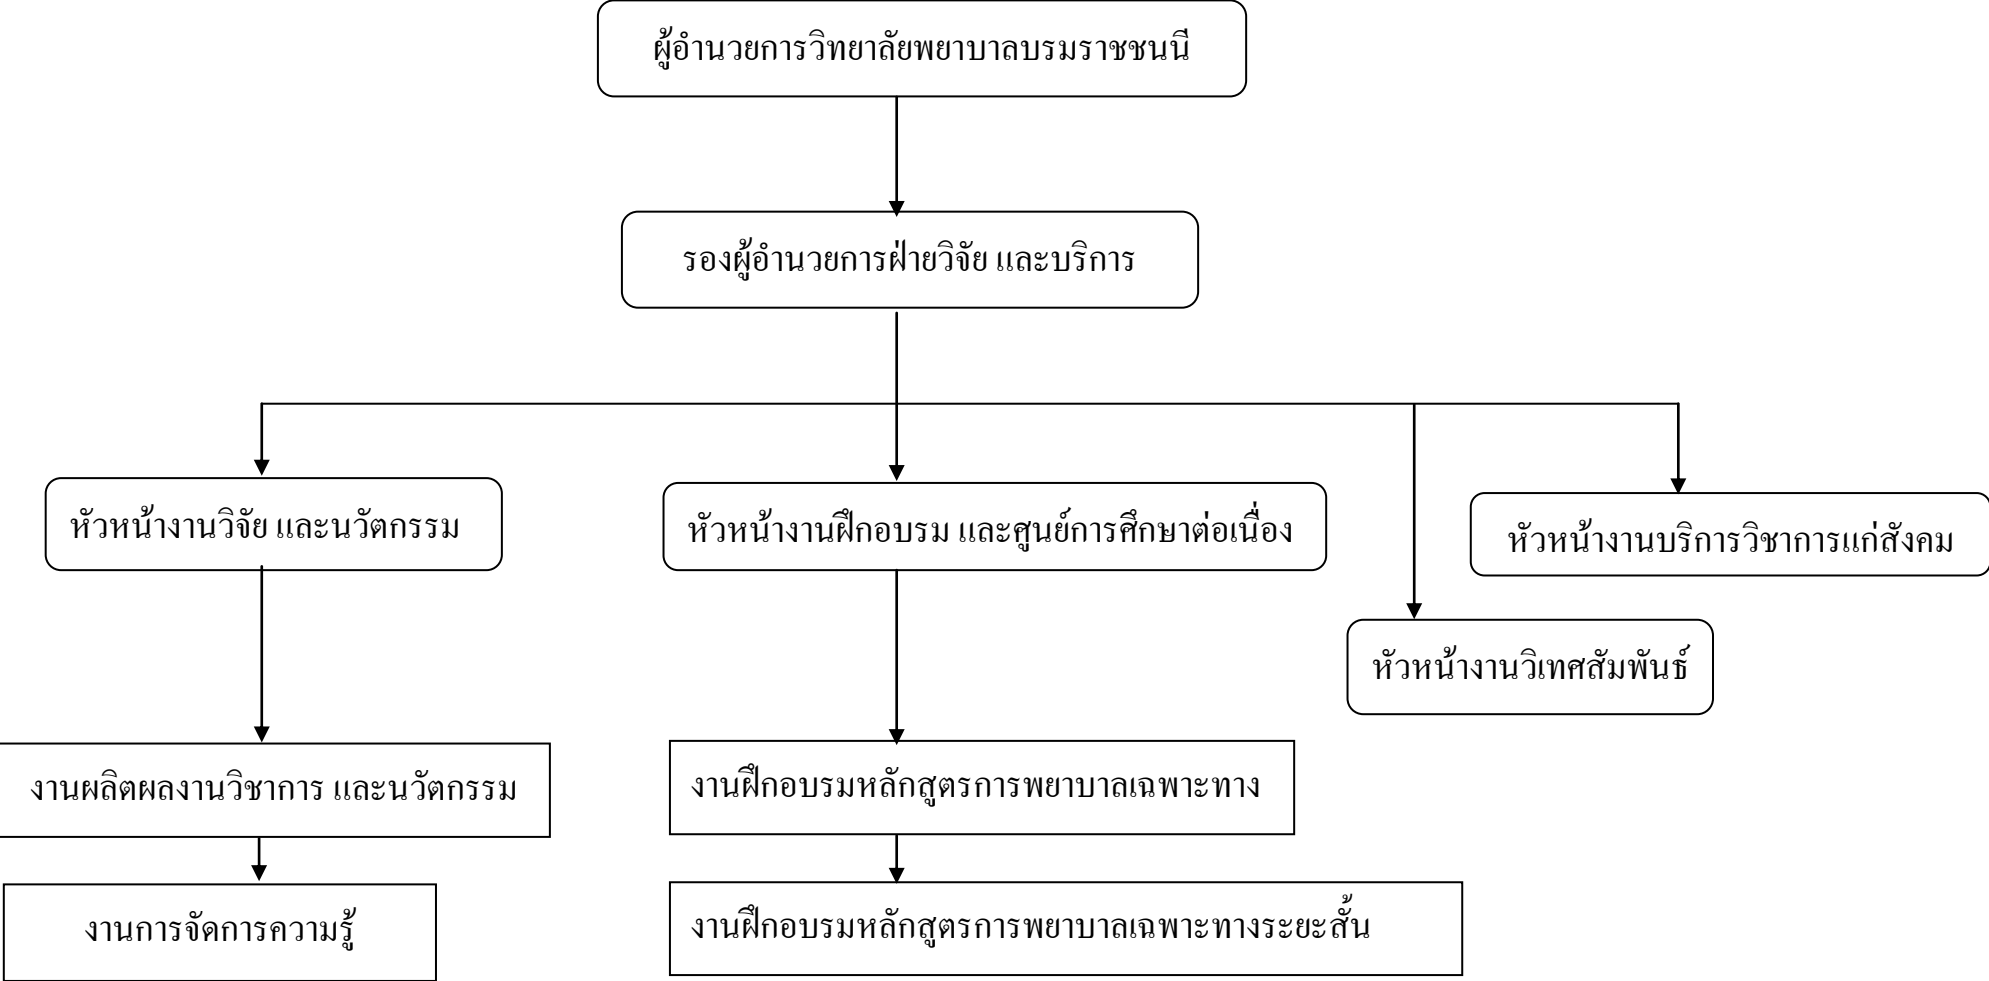 ผู้อำนวยการวิทยาลัยพยาบาลบรมราชชนนี
รองผู้อำนวยการฝ่ายวิจัย และบริการ
หัวหน้างานวิจัย และนวัตกรรม
หัวหน้างานฝึกอบรม และศูนย์การศึกษาต่อเนื่อง
หัวหน้างานบริการวิชาการแก่สังคม
หัวหน้างานวิเทศสัมพันธ์
งานผลิตผลงานวิชาการ และนวัตกรรม
งานฝึกอบรมหลักสูตรการพยาบาลเฉพาะทาง
งานการจัดการความรู้
งานฝึกอบรมหลักสูตรการพยาบาลเฉพาะทางระยะสั้น